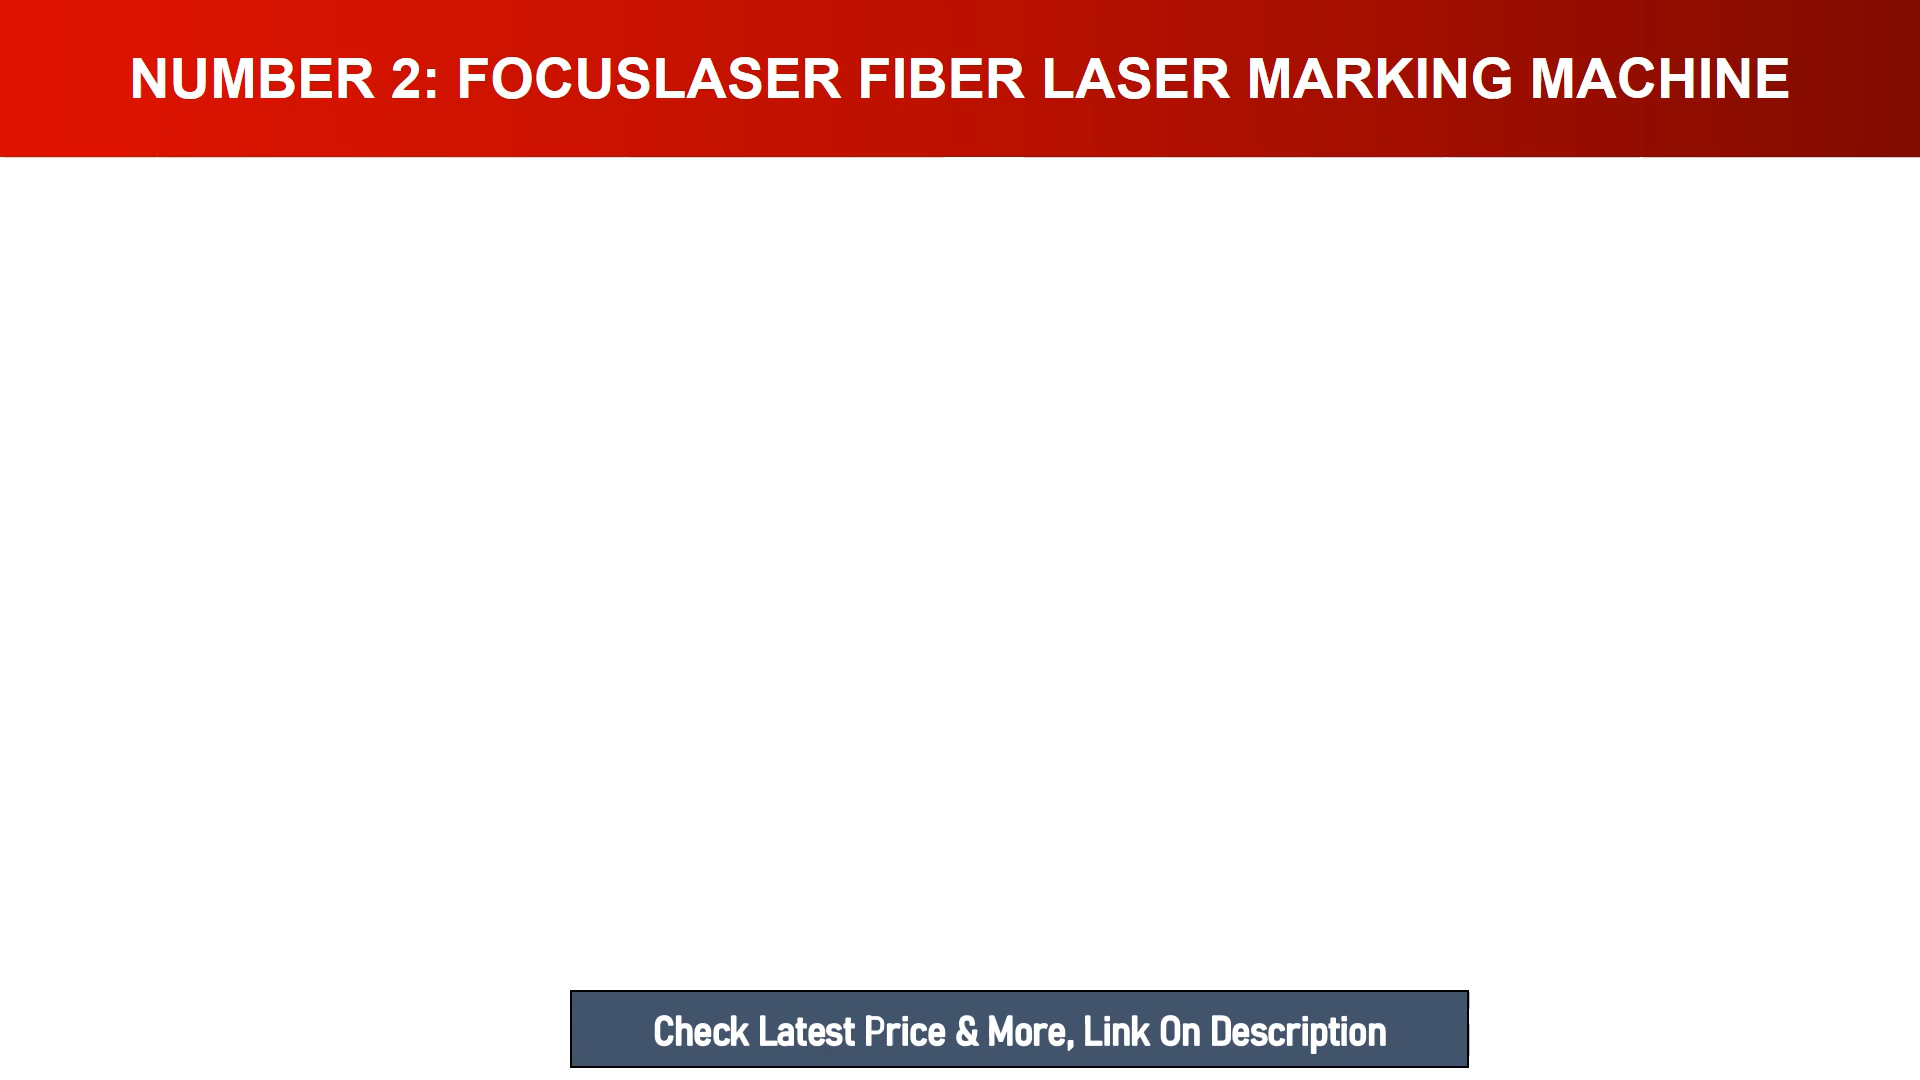 NUMBER 2: FOCUSLASER FIBER LASER MARKING MACHINE
Check Latest Price & More, Link On Description